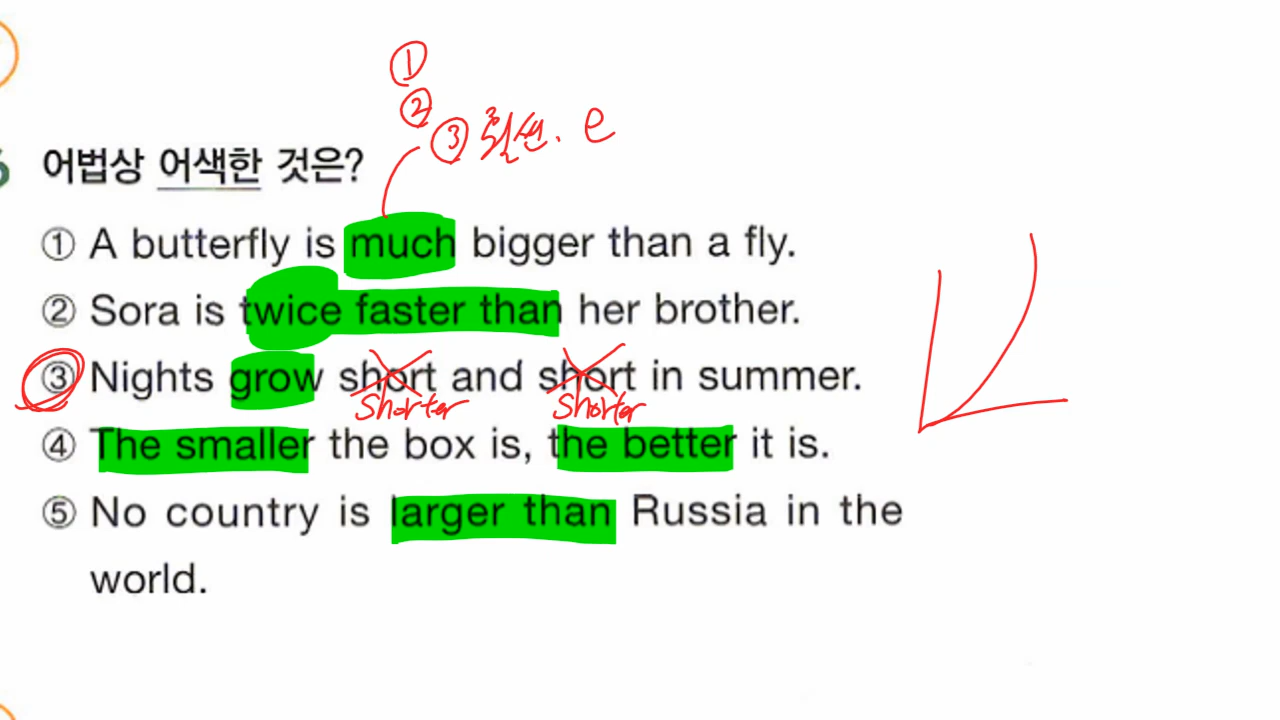 ①
②
③ 훨씬. e
어법상 어색한 것은?
① A butterfly is much bigger than a fly.
② Sora is twice faster than her brother.
③ Nights grow short and short in summer.
shorter shorter
④ The smaller the box is, the better it is.
⑤ No country is larger than Russia in the
world.